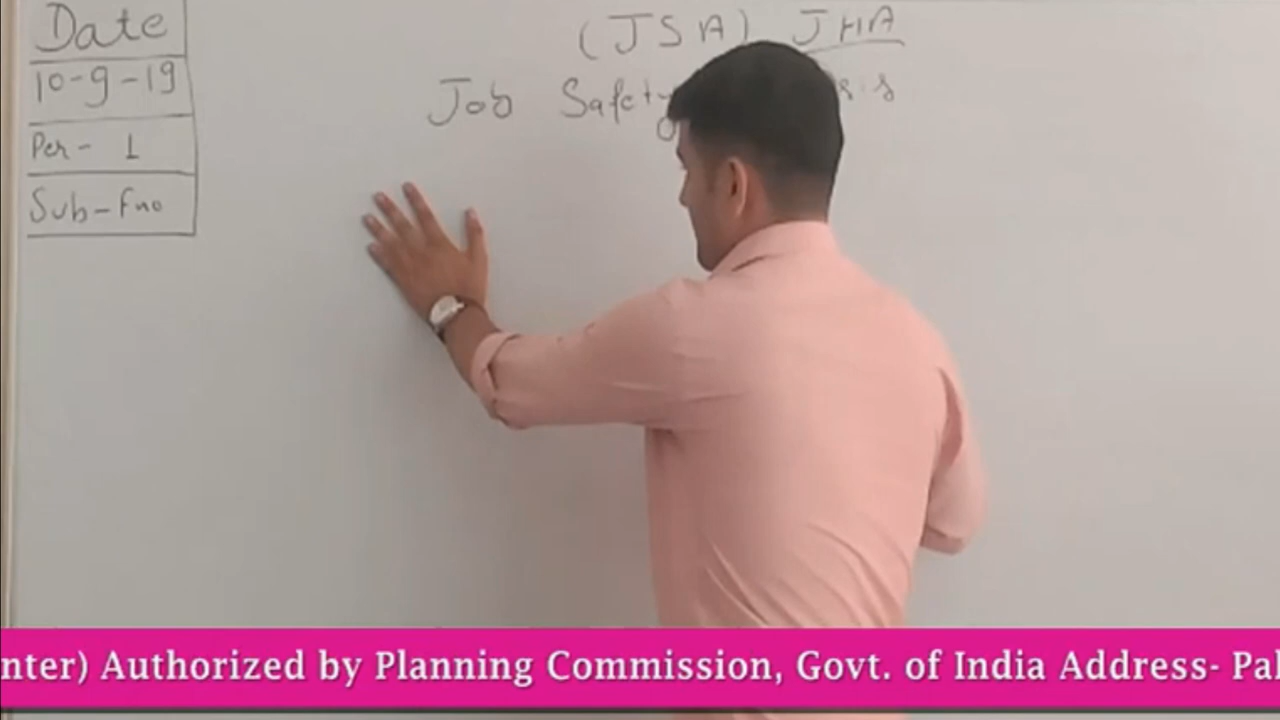 Date
10-9-19
Per- 1
Sub-Fno
(JSA) JHA
Job Safety
nter) Authorized by Planning Commission, Govt. of India Address- Pal